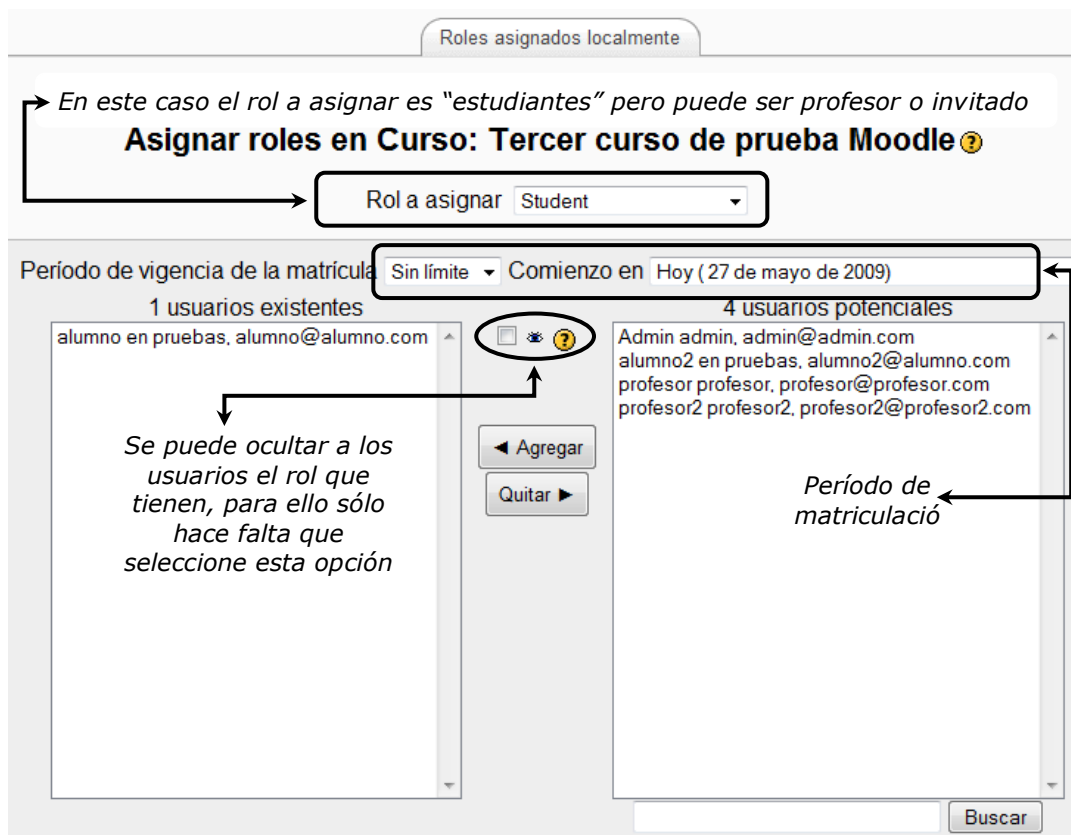 Roles asignados localmente
En este caso el rol a asignar es “estudiantes” pero puede ser profesor o invitado
Asignar roles en Curso: Tercer curso de prueba Moodle
Rol a asignar Student
Período de vigencia de la matrícula Sin límite Comienzo en Hoy ( 27 de mayo de 2009)
1 usuarios existentes
alumno en pruebas, alumno@alumno.com
4 usuarios potenciales
Admin admin, admin@admin.com
alumno2 en pruebas, alumno2@alumno.com
profesor profesor, profesor@profesor.com
profesor2 profesor2, profesor2@profesor2.com
Se puede ocultar a los
usuarios el rol que
tienen, para ello sólo
hace falta que
seleccione esta opción
◄ Agregar
Quitar ►
Período de
matriculació
Buscar